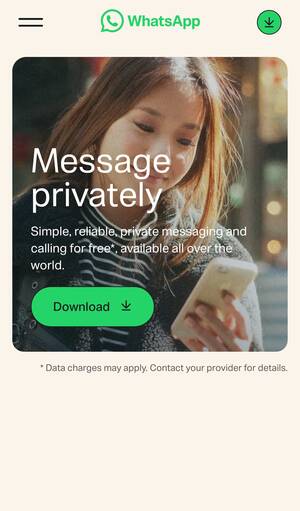 WhatsApp
Message
privately
Simple, reliable, private messaging and
calling for free*, available all over the
world.
Download
* Data charges may apply. Contact your provider for details.